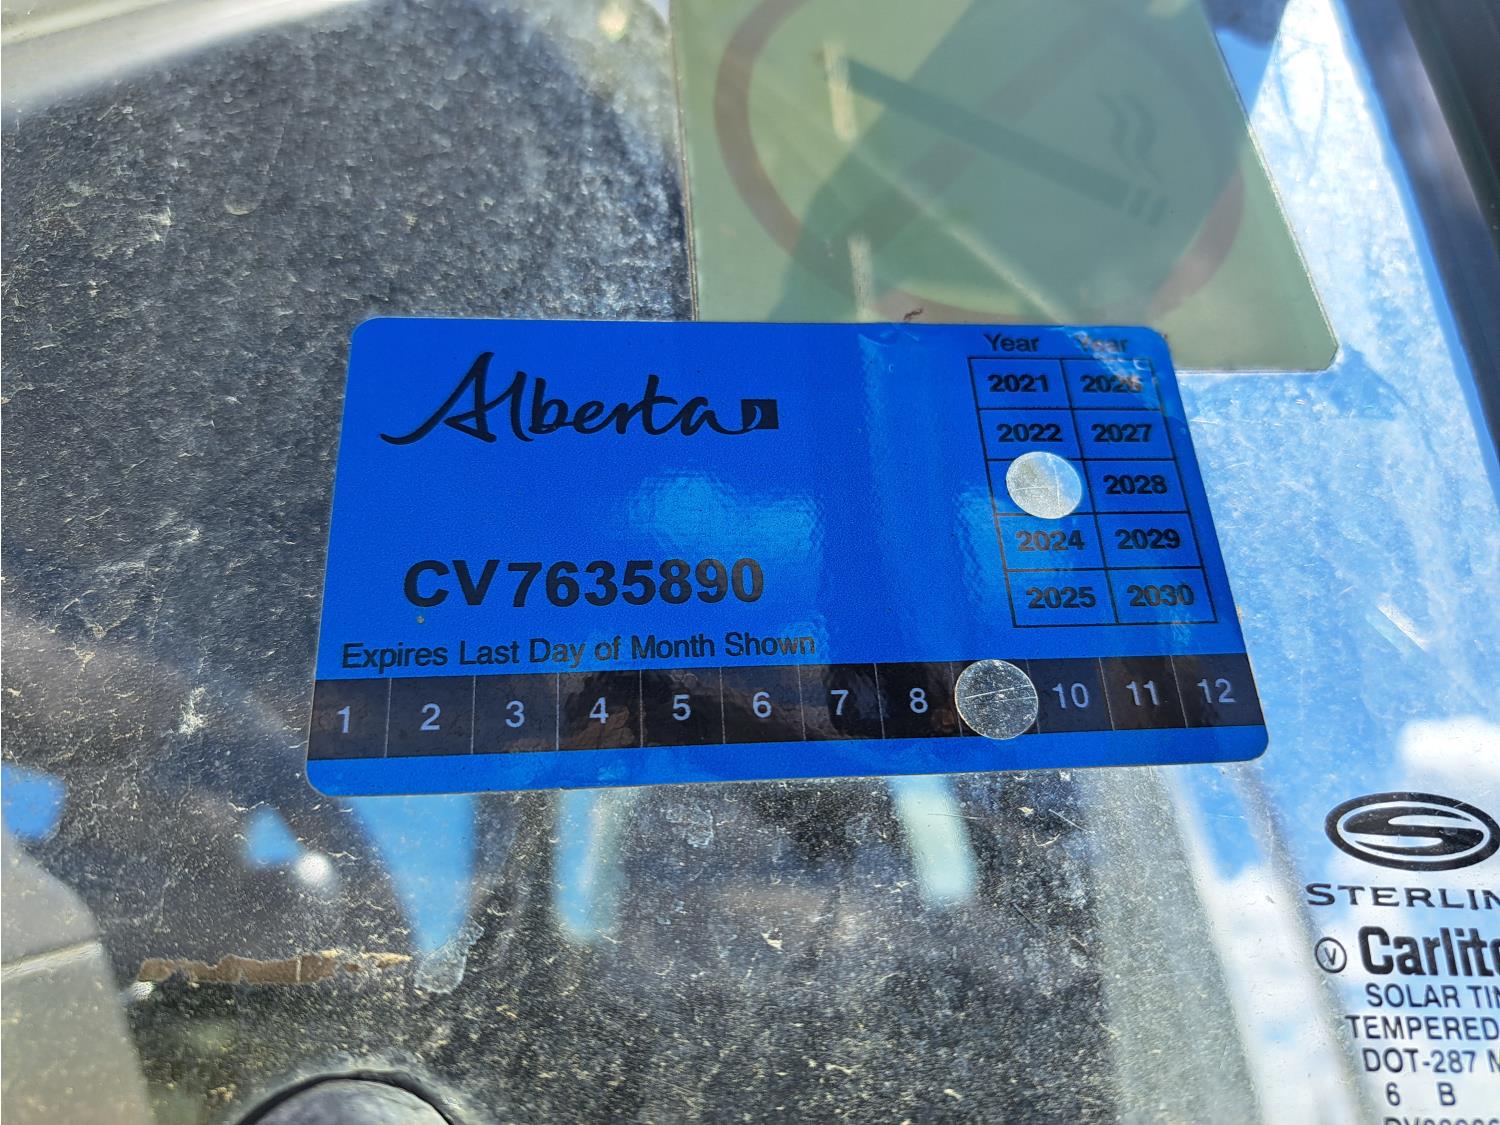 Alberta
Year Year
2021 2026
2022 2027
2028
2024 2029
2025 2030
CV7635890
Expires Last Day of Month Shown
1 2 3 4 5 6 7 8 10 11 12
S
STERLIN
V Carlite
SOLAR TIN
TEMPERED
DOT-287 M
6 B